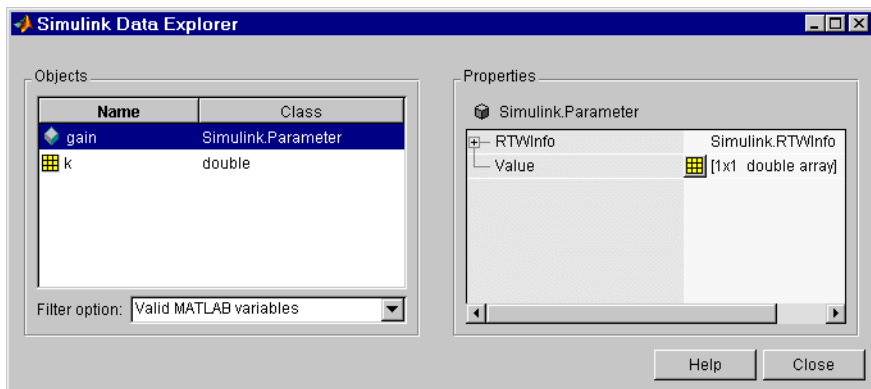 Simulink Data Explorer
Objects
Name Class
gain Simulink.Parameter
k double
Filter option: Valid MATLAB variables
Properties
Simulink.Parameter
RTWInfo Simulink.RTWInfo
Value [1x1 double array]
Help Close